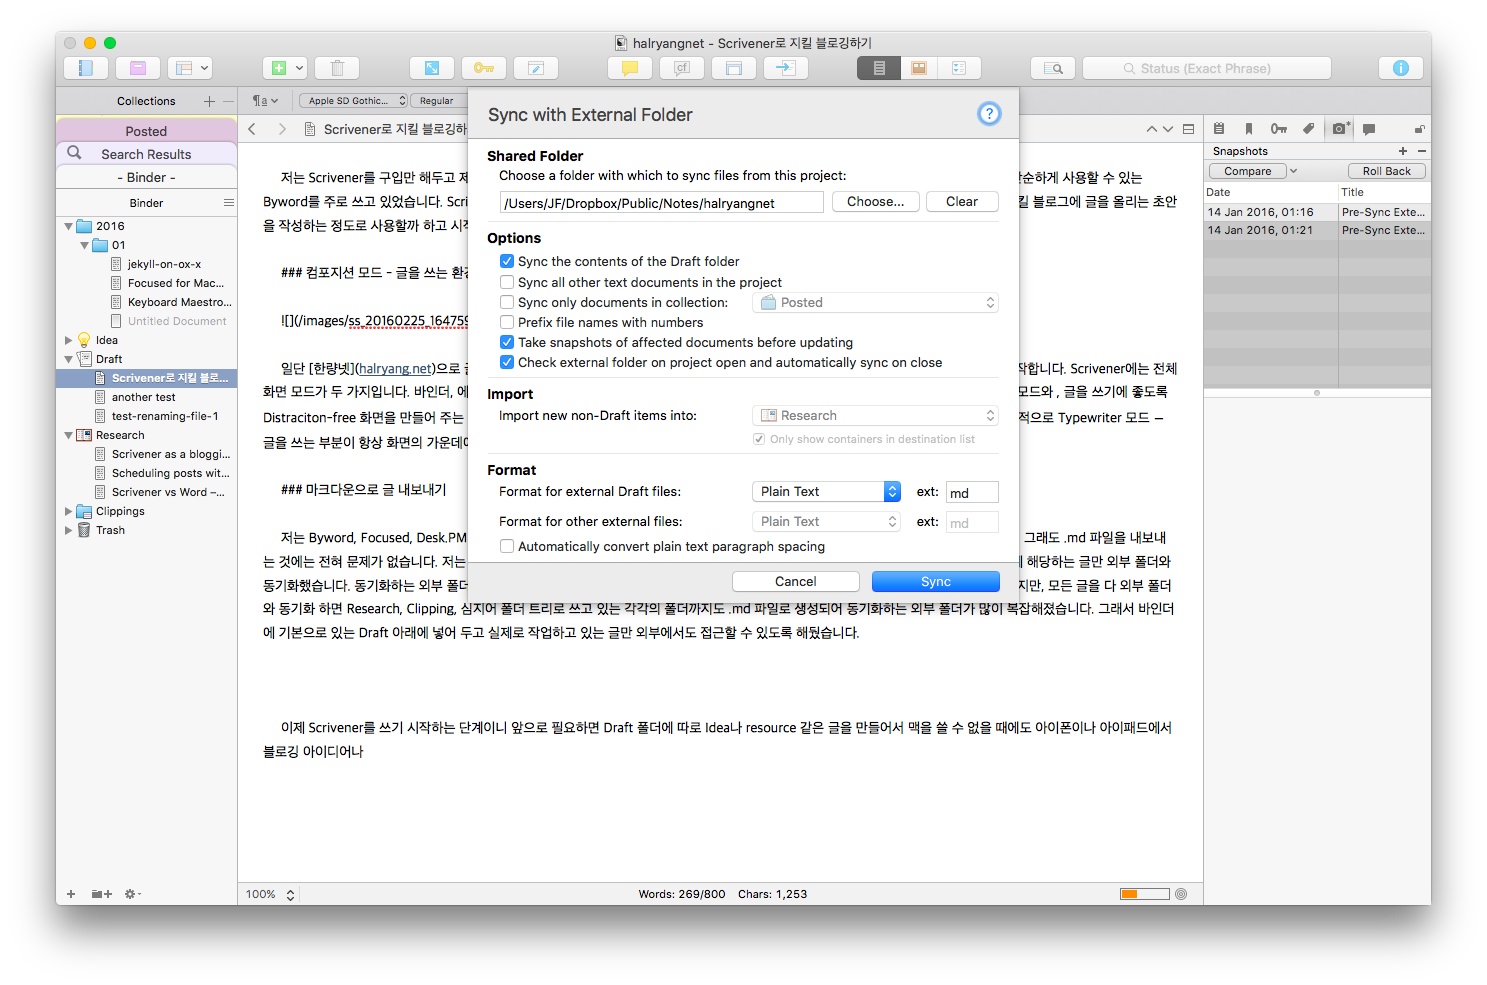 halryangnet - Scrivener로 지킬 블로깅하기
Status (Exact Phrase)
Collections
Apple SD Gothic...
Regular
Posted
Search Results
- Binder -
Binder
2016
01
jekyll-on-ox-x
Focused for Mac...
Keyboard Maestro...
Untitled Document
Idea
Draft
Scrivener로 지킬 블로...
another test
test-renaming-file-1
Research
Scrivener as a bloggi...
Scheduling posts wit...
Scrivener vs Word –...
Clippings
Trash
Scrivener로 지킬 블로깅하
저는 Scrivener를 구입만 해두고 제
단순하게 사용할 수 있는
Byword를 주로 쓰고 있었습니다. Scri
킬 블로그에 글을 올리는 초안
을 작성하는 정도로 사용할까 하고 시작
### 컴포지션 모드 - 글을 쓰는 환경
![](/images/ss_20160225_164759
일단 [한량넷](halryang.net)으로 글
작합니다. Scrivener에는 전체
화면 모드가 두 가지입니다. 바인더, 에
모드와 , 글을 쓰기에 좋도록
Distraciton-free 화면을 만들어 주는
적으로 Typewriter 모드 –
글을 쓰는 부분이 항상 화면의 가운데에
### 마크다운으로 글 내보내기
저는 Byword, Focused, Desk.PM
그래도 .md 파일을 내보내
는 것에는 전혀 문제가 없습니다. 저는
해당하는 글만 외부 폴더와
동기화했습니다. 동기화하는 외부 폴더
지만, 모든 글을 다 외부 폴더
와 동기화 하면 Research, Clipping, 심지어 폴더 트리로 쓰고 있는 각각의 폴더까지도 .md 파일로 생성되어 동기화하는 외부 폴더가 많이 복잡해졌습니다. 그래서 바인더
에 기본으로 있는 Draft 아래에 넣어 두고 실제로 작업하고 있는 글만 외부에서도 접근할 수 있도록 해뒀습니다.
이제 Scrivener를 쓰기 시작하는 단계이니 앞으로 필요하면 Draft 폴더에 따로 Idea나 resource 같은 글을 만들어서 맥을 쓸 수 없을 때에도 아이폰이나 아이패드에서
블로깅 아이디어나
Sync with External Folder
?
Shared Folder
Choose a folder with which to sync files from this project:
/Users/JF/Dropbox/Public/Notes/halryangnet
Choose...
Clear
Options
Sync the contents of the Draft folder
Sync all other text documents in the project
Sync only documents in collection:
Posted
Prefix file names with numbers
Take snapshots of affected documents before updating
Check external folder on project open and automatically sync on close
Import
Import new non-Draft items into:
Research
Only show containers in destination list
Format
Format for external Draft files:
Plain Text
ext:
md
Format for other external files:
Plain Text
ext:
md
Automatically convert plain text paragraph spacing
Cancel
Sync
Snapshots
Compare
Roll Back
Date
Title
14 Jan 2016, 01:16
Pre-Sync Exte...
14 Jan 2016, 01:21
Pre-Sync Exte...
100%
Words: 269/800
Chars: 1,253